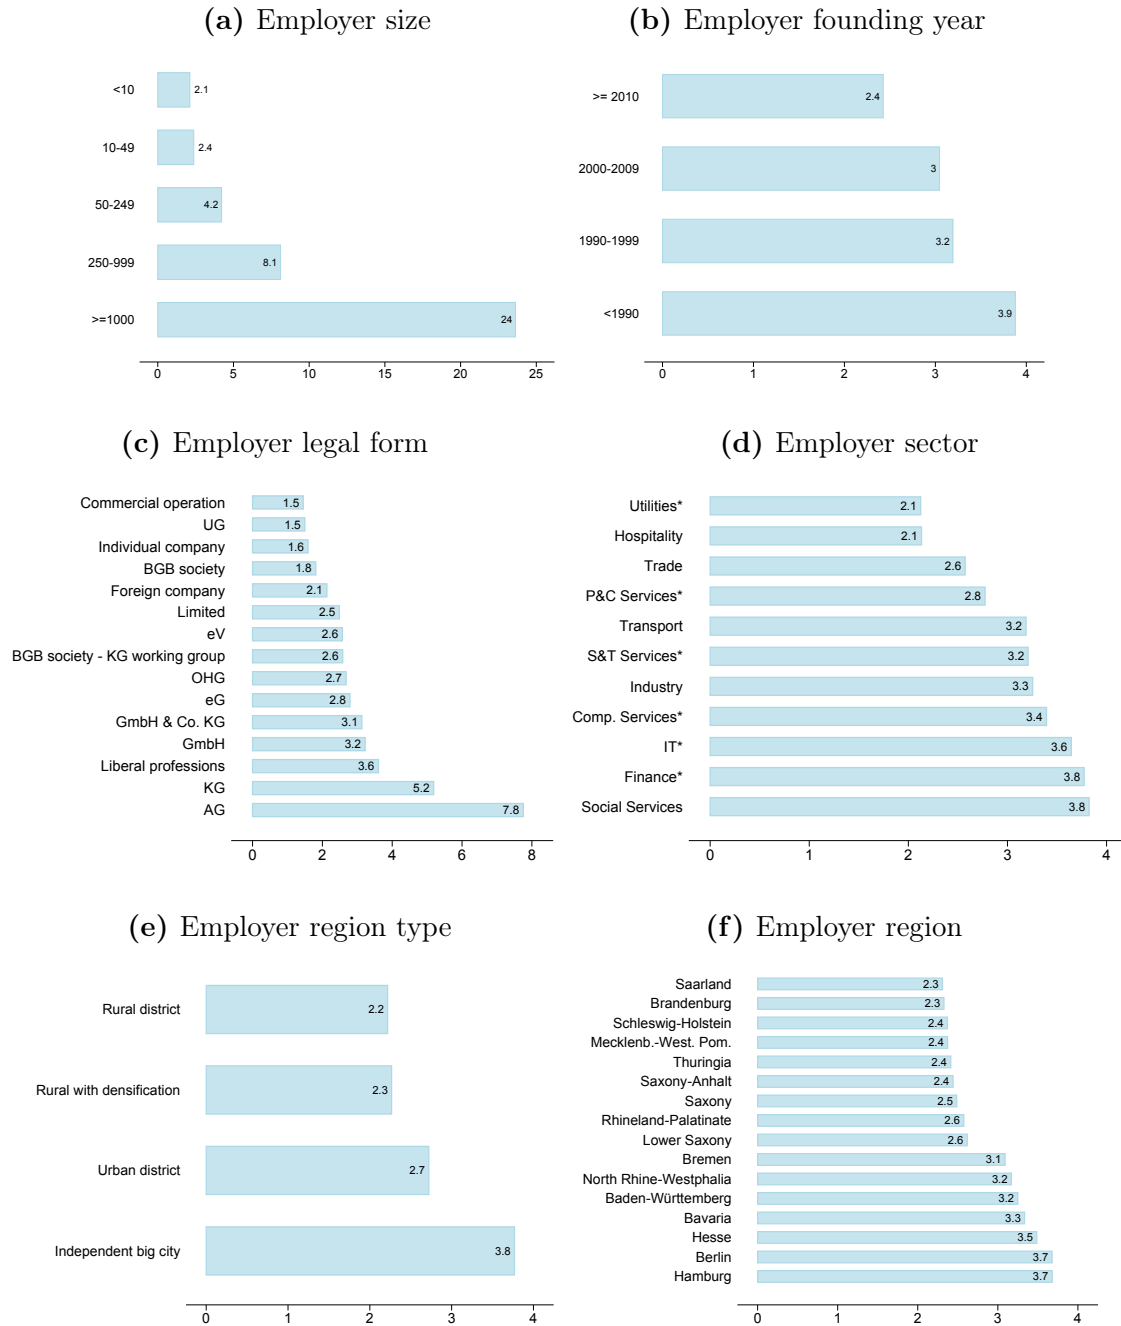 (a) Employer size
<10
2.1
10-49
2.4
50-249
4.2
250-999
8.1
>=1000
24
0 5 10 15 20 25
(b) Employer founding year
>= 2010
2.4
2000-2009
3
1990-1999
3.2
<1990
3.9
0 1 2 3 4
(c) Employer legal form
Commercial operation
1.5
UG
1.5
Individual company
1.6
BGB society
1.8
Foreign company
2.1
Limited
2.5
eV
2.6
BGB society - KG working group
2.6
OHG
2.7
eG
2.8
GmbH & Co. KG
3.1
GmbH
3.2
Liberal professions
3.6
KG
5.2
AG
7.8
0 2 4 6 8
(d) Employer sector
Utilities*
2.1
Hospitality
2.1
Trade
2.6
P&C Services*
2.8
Transport
3.2
S&T Services*
3.2
Industry
3.3
Comp. Services*
3.4
IT*
3.6
Finance*
3.8
Social Services
3.8
0 1 2 3 4
(e) Employer region type
Rural district
2.2
Rural with densification
2.3
Urban district
2.7
Independent big city
3.8
0 1 2 3 4
(f) Employer region
Saarland
2.3
Brandenburg
2.3
Schleswig-Holstein
2.4
Mecklenb.-West. Pom.
2.4
Thuringia
2.4
Saxony-Anhalt
2.4
Saxony
2.5
Rhineland-Palatinate
2.6
Lower Saxony
2.6
Bremen
3.1
North Rhine-Westphalia
3.2
Baden-Württemberg
3.2
Bavaria
3.3
Hesse
3.5
Berlin
3.7
Hamburg
3.7
0 1 2 3 4